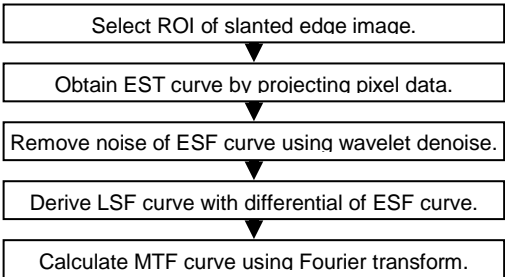 Select ROI of slanted edge image.
Obtain EST curve by projecting pixel data.
Remove noise of ESF curve using wavelet denoise.
Derive LSF curve with differential of ESF curve.
Calculate MTF curve using Fourier transform.